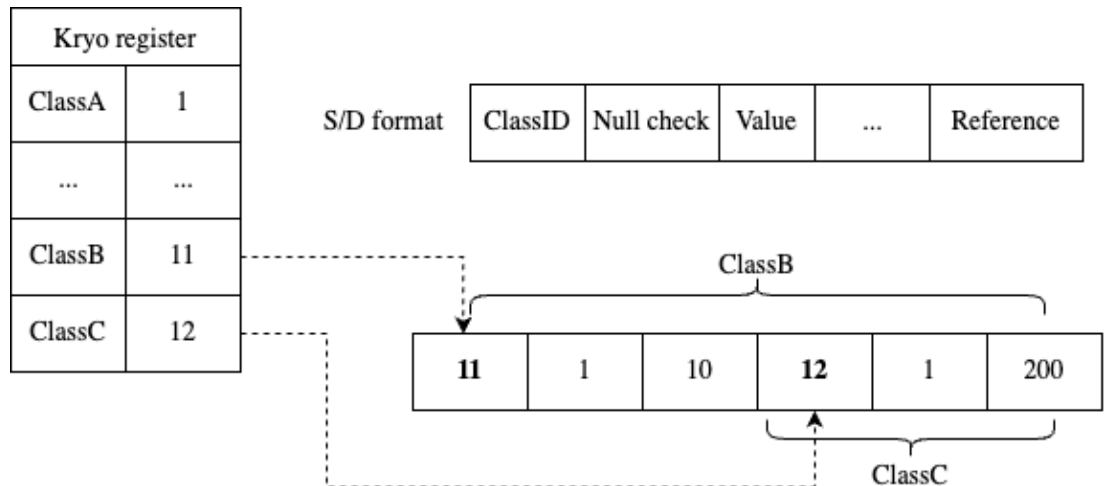 Kryo register
ClassA 1
... ...
ClassB 11
ClassC 12
S/D format ClassID Null check Value ... Reference
ClassB
11 1 10 12 1 200
ClassC